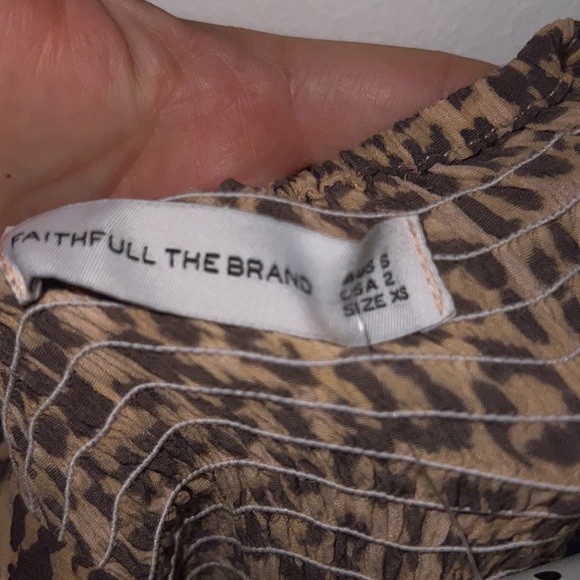 FAITHFULL THE BRAND
AUS 6
USA 2
SIZE XS